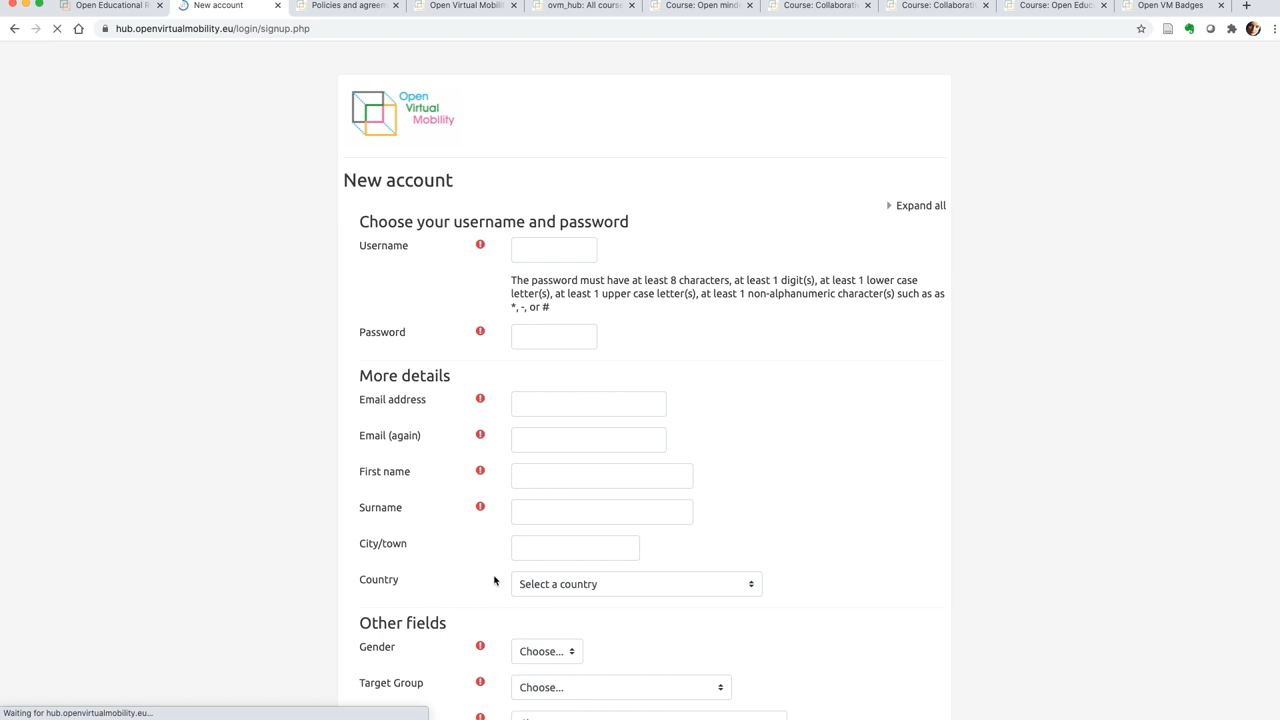 Open Educational R
New account
Policies and agreem
Open Virtual Mobili
ovm_hub: All course
Course: Open minde
Course: Collaborativ
Course: Collaborativ
Course: Open Educ
Open VM Badges
hub.openvirtualmobility.eu/login/signup.php
Open
Virtual
Mobility
New account
Expand all
Choose your username and password
Username
The password must have at least 8 characters, at least 1 digit(s), at least 1 lower case
letter(s), at least 1 upper case letter(s), at least 1 non-alphanumeric character(s) such as as
*, -, or #
Password
More details
Email address
Email (again)
First name
Surname
City/town
Country
Select a country
Other fields
Gender
Choose...
Target Group
Choose...
Waiting for hub.openvirtualmobility.eu...